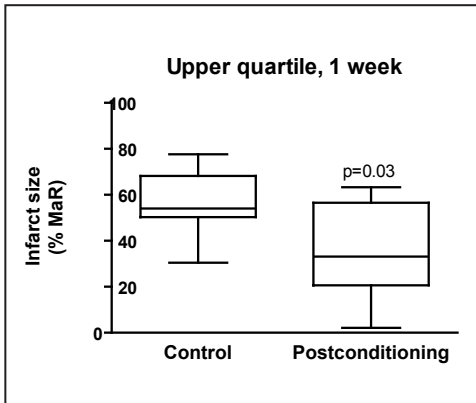 Upper quartile, 1 week
Infarct size
(% MaR)
100
80
60
40
20
0
p=0.03
Control Postconditioning